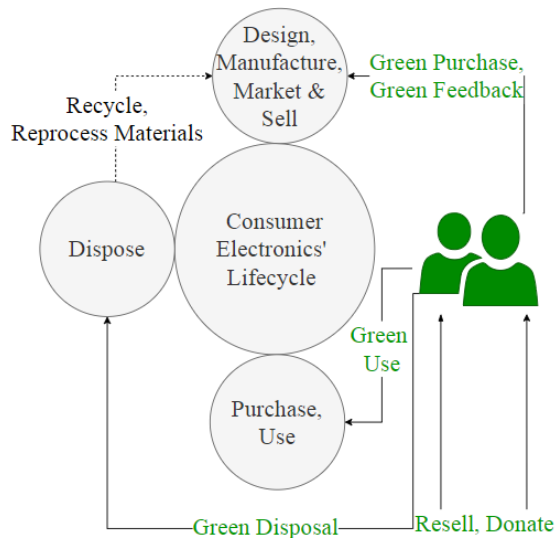 Design,
Manufacture,
Market &
Sell
Green Purchase,
Green Feedback
Recycle,
Reprocess Materials
Dispose
Consumer
Electronics'
Lifecycle
Green
Use
Purchase,
Use
Green Disposal
Resell, Donate